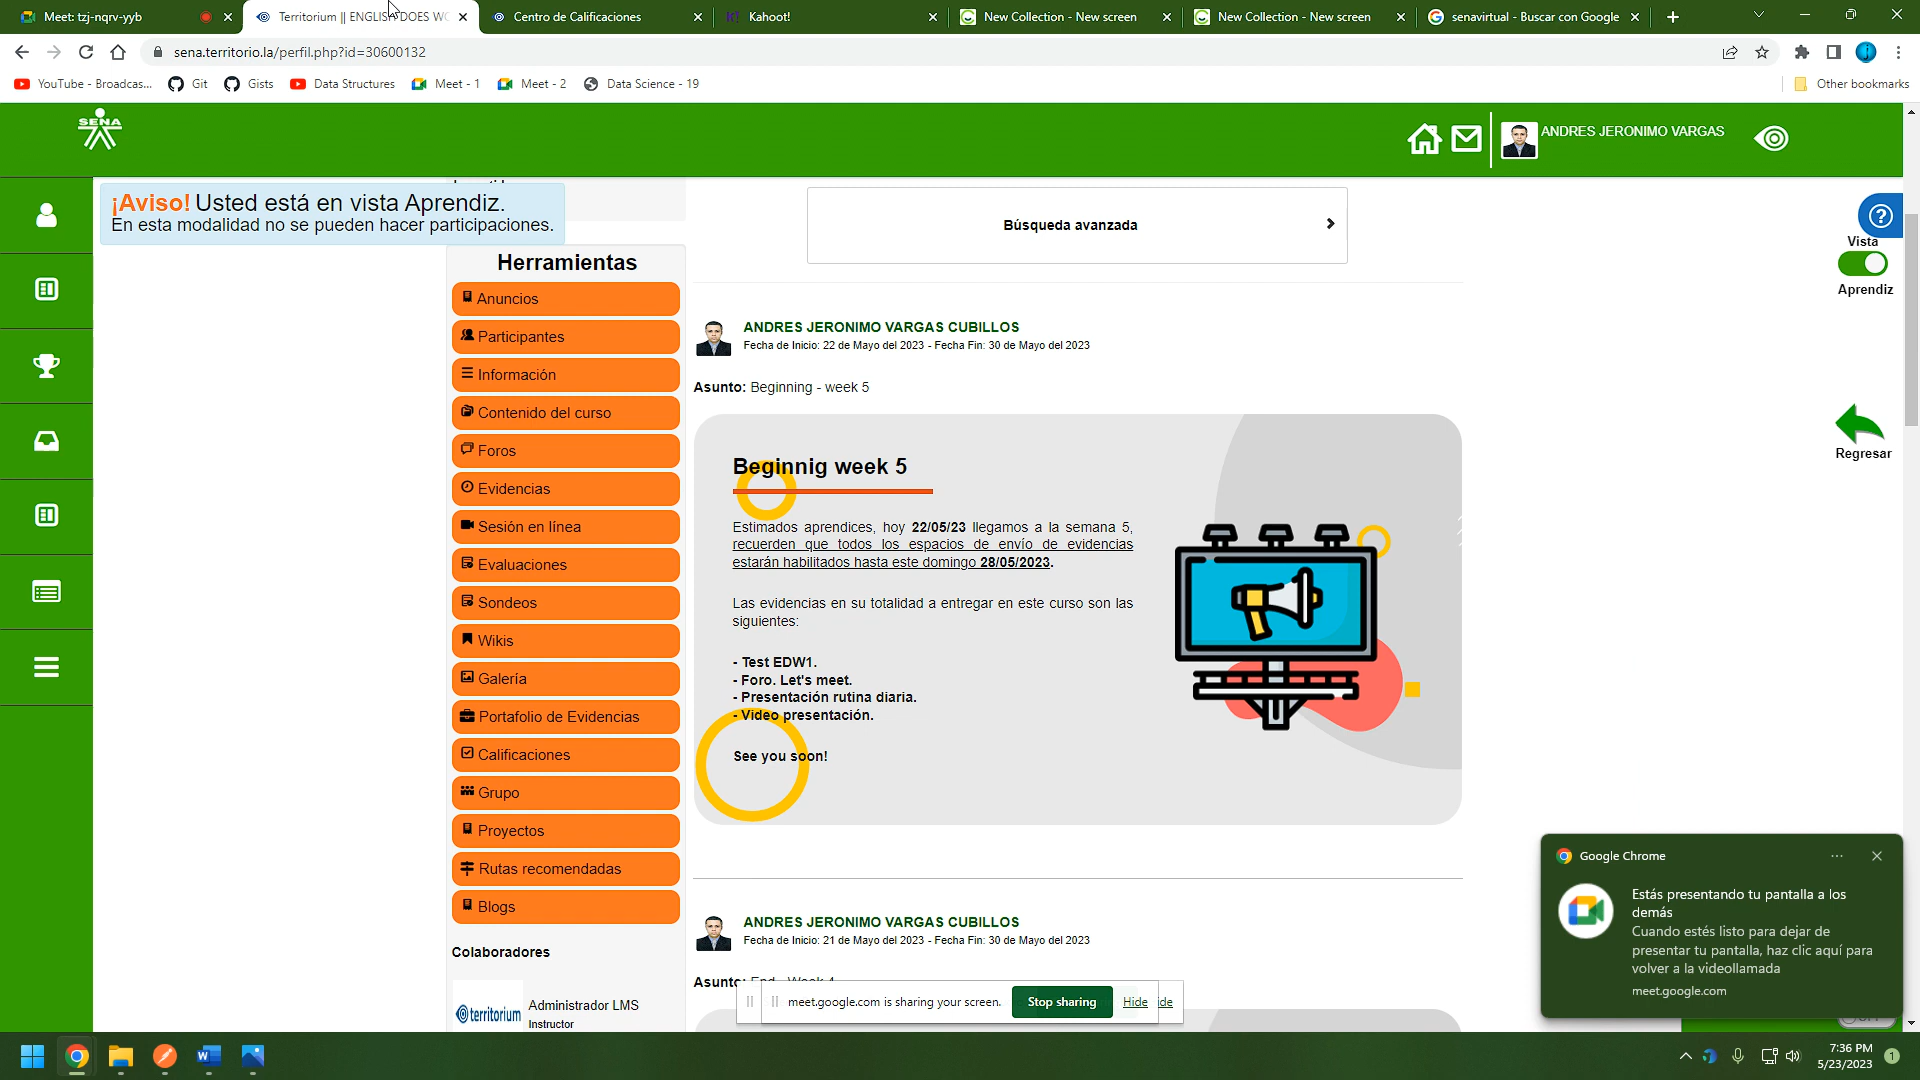 Meet: tzj-nqrv-yyb
Territorium || ENGLISH DOES WO
Centro de Calificaciones
Kahoot!
New Collection - New screen
New Collection - New screen
senavirtual - Buscar con Google
sena.territorio.la/perfil.php?id=30600132
YouTube - Broadcas...
Git
Gists
Data Structures
Meet - 1
Meet - 2
Data Science - 19
Other bookmarks
SENA
ANDRES JERONIMO VARGAS
¡Aviso! Usted está en vista Aprendiz.
En esta modalidad no se pueden hacer participaciones.
Búsqueda avanzada
Vista
Aprendiz
Regresar
Herramientas
Anuncios
Participantes
Información
Contenido del curso
Foros
Evidencias
Sesión en línea
Evaluaciones
Sondeos
Wikis
Galería
Portafolio de Evidencias
Calificaciones
Grupo
Proyectos
Rutas recomendadas
Blogs
Colaboradores
territorium
Administrador LMS
Instructor
ANDRES JERONIMO VARGAS CUBILLOS
Fecha de Inicio: 22 de Mayo del 2023 - Fecha Fin: 30 de Mayo del 2023
Asunto: Beginning - week 5
Beginnig week 5
Estimados aprendices, hoy 22/05/23 llegamos a la semana 5,
recuerden que todos los espacios de envío de evidencias
estarán habilitados hasta este domingo 28/05/2023.
Las evidencias en su totalidad a entregar en este curso son las
siguientes:
- Test EDW1.
- Foro. Let's meet.
- Presentación rutina diaria.
- Video presentación.
See you soon!
ANDRES JERONIMO VARGAS CUBILLOS
Fecha de Inicio: 21 de Mayo del 2023 - Fecha Fin: 30 de Mayo del 2023
Asunto: End - Week 4
meet.google.com is sharing your screen.
Stop sharing
Hide
ide
Google Chrome
Estás presentando tu pantalla a los
demás
Cuando estés listo para dejar de
presentar tu pantalla, haz clic aquí para
volver a la videollamada
meet.google.com
7:36 PM
5/23/2023
1